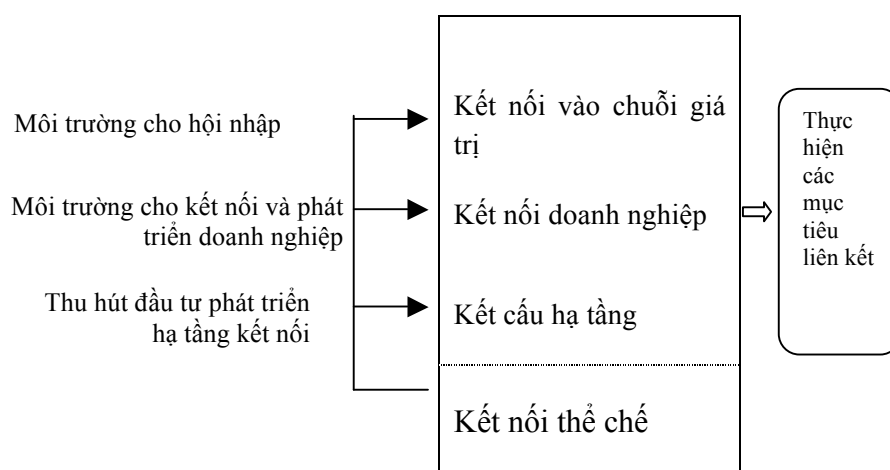 Môi trường cho hội nhập
Môi trường cho kết nối và phát
triển doanh nghiệp
Thu hút đầu tư phát triển
hạ tầng kết nối
Kết nối vào chuỗi giá
trị
Kết nối doanh nghiệp
Kết cấu hạ tầng
Kết nối thể chế
Thực
hiện
các
mục
tiêu
liên kết